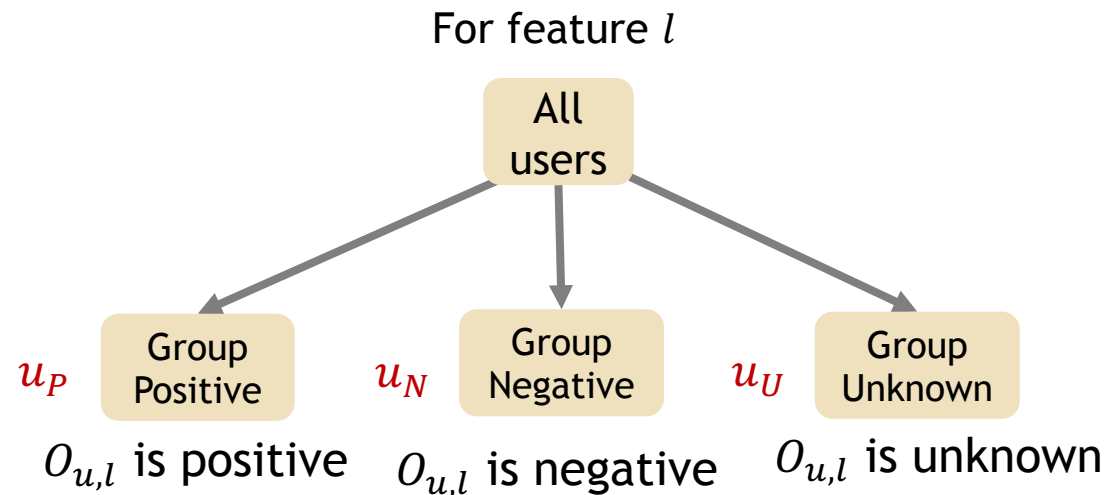 For feature 𝑙
All
users
Group
Positive
Group
Negative
Group
Unknown
𝑢_𝑃
𝑢_𝑁
𝑢_𝑈
𝑂_{𝑢,𝑙} is positive
𝑂_{𝑢,𝑙} is negative
𝑂_{𝑢,𝑙} is unknown